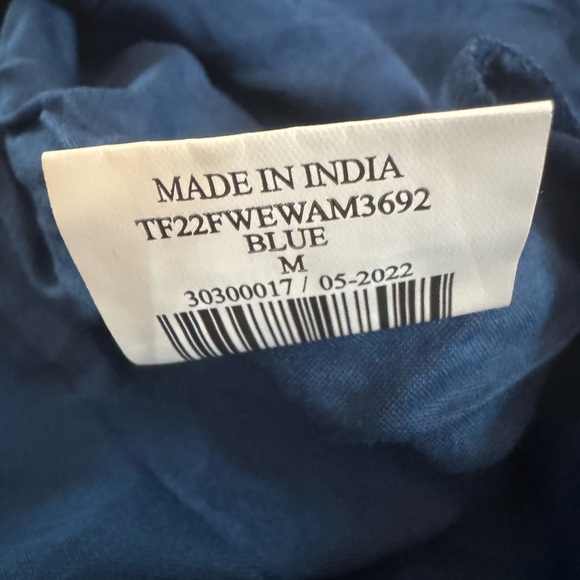 MADE IN INDIA
TF22FWEWAM3692
BLUE
M
30300017 / 05-2022